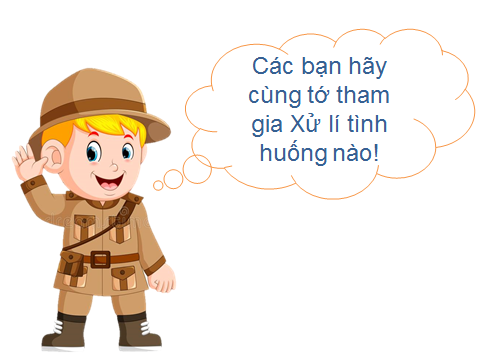 Các bạn hãy
cùng tớ tham
gia Xử lí tình
huống nào!